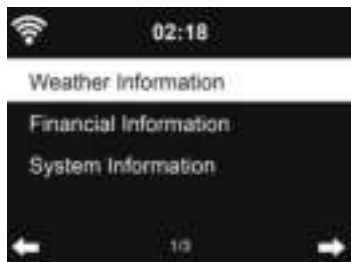 02:18
Weather Information
Financial Information
System Information
1/3